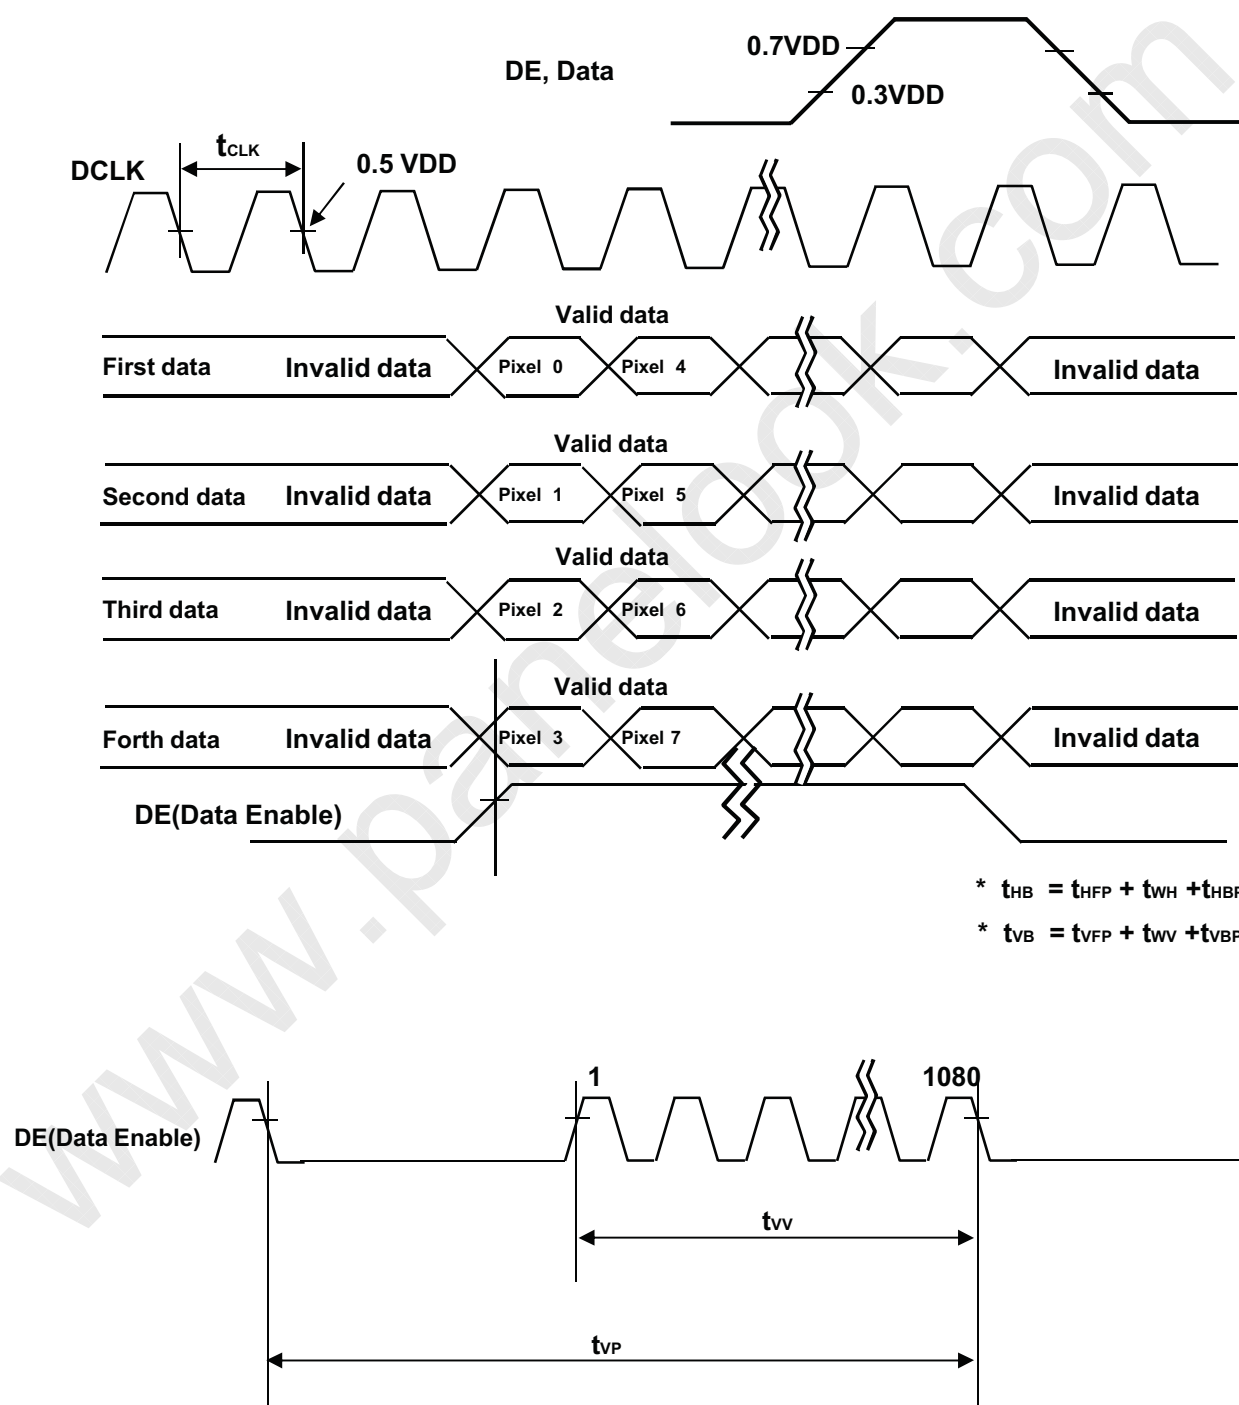 0.7VDD
DE, Data
0.3VDD
tCLK
DCLK
0.5 VDD
Valid data
First data Invalid data Pixel 0 Pixel 4 Invalid data
Valid data
Second data Invalid data Pixel 1 Pixel 5 Invalid data
Valid data
Third data Invalid data Pixel 2 Pixel 6 Invalid data
Valid data
Forth data Invalid data Pixel 3 Pixel 7 Invalid data
DE(Data Enable)
* tHB = tHFP + tWH +tHBP
* tVB = tVFP + tWV +tVBP
1 1080
DE(Data Enable)
tVV
tVP
www.panelook.com